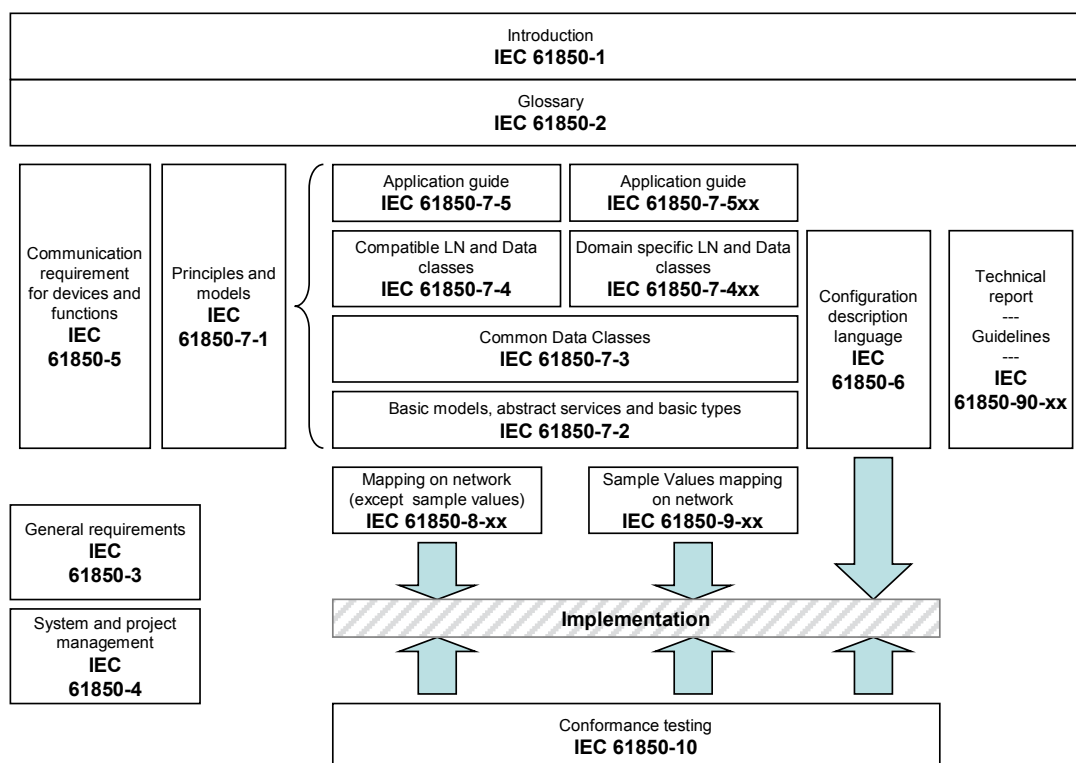 Introduction
IEC 61850-1
Glossary
IEC 61850-2
Communication
requirement
for devices and
functions
IEC
61850-5
Principles and
models
IEC
61850-7-1
Application guide
IEC 61850-7-5
Application guide
IEC 61850-7-5xx
Compatible LN and Data
classes
IEC 61850-7-4
Domain specific LN and Data
classes
IEC 61850-7-4xx
Common Data Classes
IEC 61850-7-3
Basic models, abstract services and basic types
IEC 61850-7-2
Configuration
description
language
IEC
61850-6
Technical
report
---
Guidelines
---
IEC
61850-90-xx
Mapping on network
(except sample values)
IEC 61850-8-xx
Sample Values mapping
on network
IEC 61850-9-xx
General requirements
IEC
61850-3
System and project
management
IEC
61850-4
Implementation
Conformance testing
IEC 61850-10